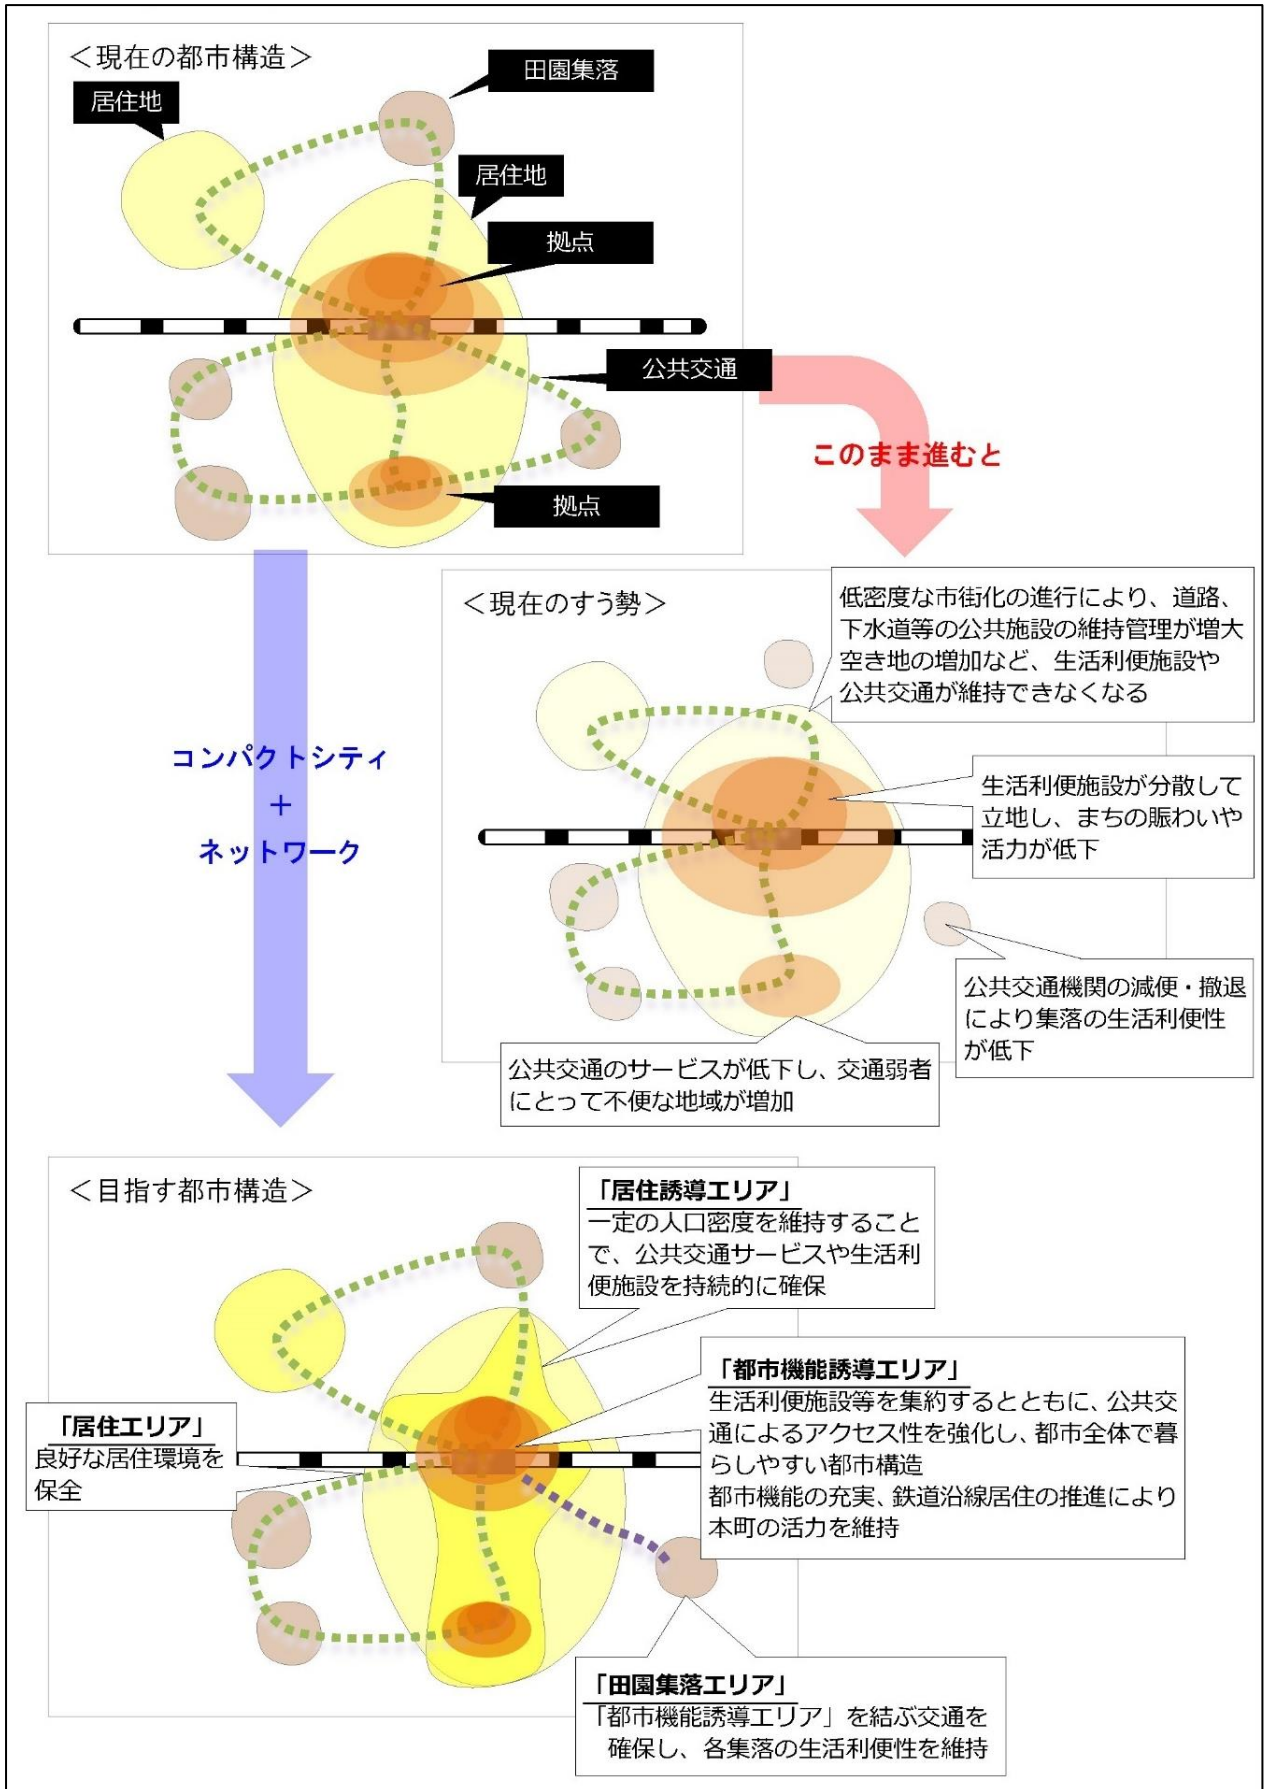 ＜現在の都市構造＞
田園集落
居住地
居住地
拠点
公共交通
拠点
このまま進むと
＜現在のすう勢＞
低密度な市街化の進行により、道路、
下水道等の公共施設の維持管理が増大
空き地の増加など、生活利便施設や
公共交通が維持できなくなる
コンパクトシティ
＋
ネットワーク
生活利便施設が分散して
立地し、まちの賑わいや
活力が低下
公共交通機関の減便・撤退
により集落の生活利便性
が低下
公共交通のサービスが低下し、交通弱者
にとって不便な地域が増加
＜目指す都市構造＞
「居住誘導エリア」
一定の人口密度を維持すること
で、公共交通サービスや生活利
便施設を持続的に確保
「都市機能誘導エリア」
生活利便施設等を集約するとともに、公共交
通によるアクセス性を強化し、都市全体で暮
らしやすい都市構造
都市機能の充実、鉄道沿線居住の推進により
本町の活力を維持
「居住エリア」
良好な居住環境を
保全
「田園集落エリア」
「都市機能誘導エリア」を結ぶ交通を
確保し、各集落の生活利便性を維持